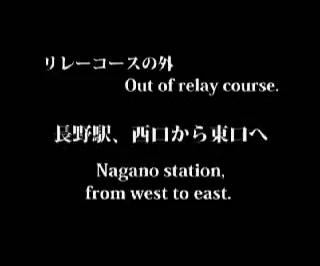 リレーコースの外
Out of relay course.
長野駅、西口から東口へ
Nagano station,
from west to east.